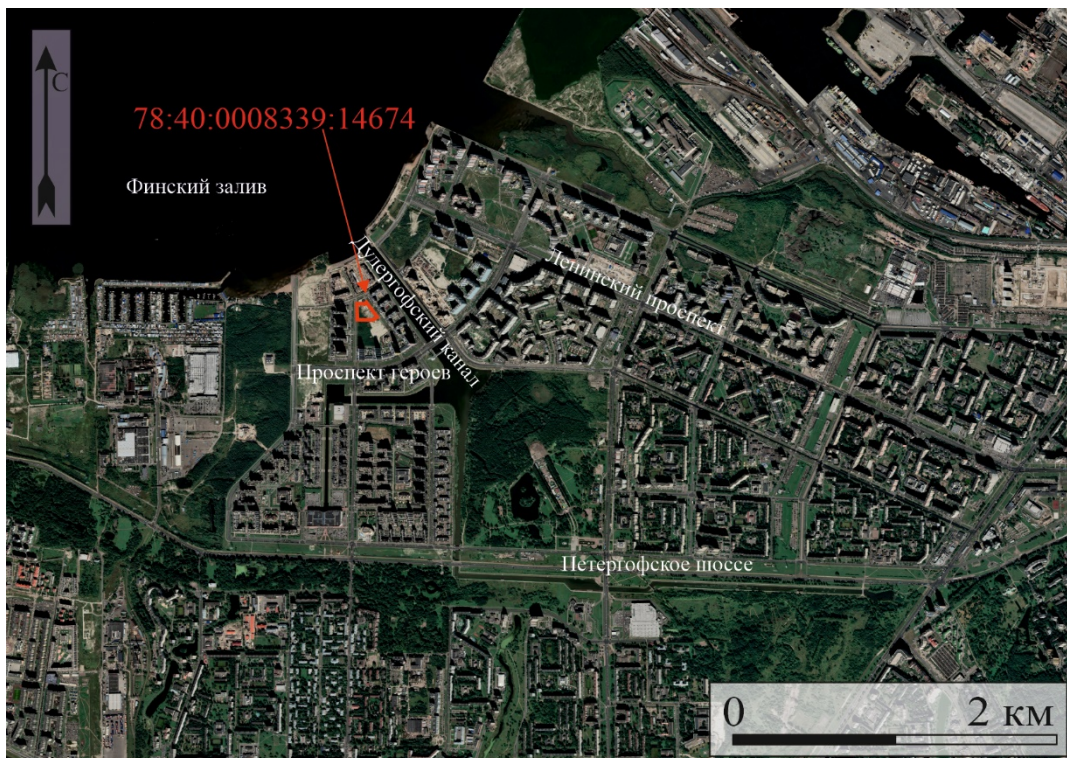 С
78:40:0008339:14674
Финский залив
Дудергофский канал
Ленинский проспект
Проспект героев
Петергофское шоссе
0 2 км